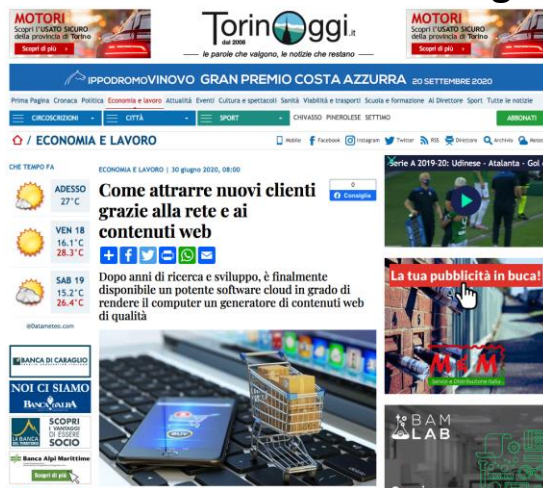 MOTORI
Scopri l'USATO SICURO
della provincia di Torino
Scopri di più
TorinOggi.it
dal 2008
le parole che valgono, le notizie che restano
MOTORI
Scopri l'USATO SICURO
della provincia di Torino
Scopri di più
IPPODROMOVINOVO GRAN PREMIO COSTA AZZURRA 20 SETTEMBRE 2020
Prima Pagina Cronaca Politica Economia e lavoro Attualità Eventi Cultura e spettacoli Sanità Viabilità e trasporti Scuola e formazione Al Direttore Sport Tutte le notizie
CIRCOSCRIZIONI CITTÀ SPORT CHIVASSO PINEROLESE SETTIMO ABBONATI
/ ECONOMIA E LAVORO
Mobile Facebook Instagram Twitter RSS Direttore Archivio Meteo
CHE TEMPO FA
ADESSO
27°C
VEN 18
16.1°C
28.3°C
SAB 19
15.2°C
26.4°C
@Datameteo.com
BANCA DI CARAGLIO
NOI CI SIAMO
BANCA D'ALBA
LA BANCA
DEL TERRITORIO
SCOPRI
I VANTAGGI
DI ESSERE
SOCIO
Banca Alpi Marittime
Scopri di più
ECONOMIA E LAVORO | 30 giugno 2020, 08:00
Come attrarre nuovi clienti
grazie alla rete e ai
contenuti web
0
Consiglia
Dopo anni di ricerca e sviluppo, è finalmente
disponibile un potente software cloud in grado di
rendere il computer un generatore di contenuti web
di qualità
BUY
Serie A 2019-20: Udinese - Atalanta - Gol
La tua pubblicità in buca!
M&M
Servizi e Distribuzione Italia
BAM
LAB